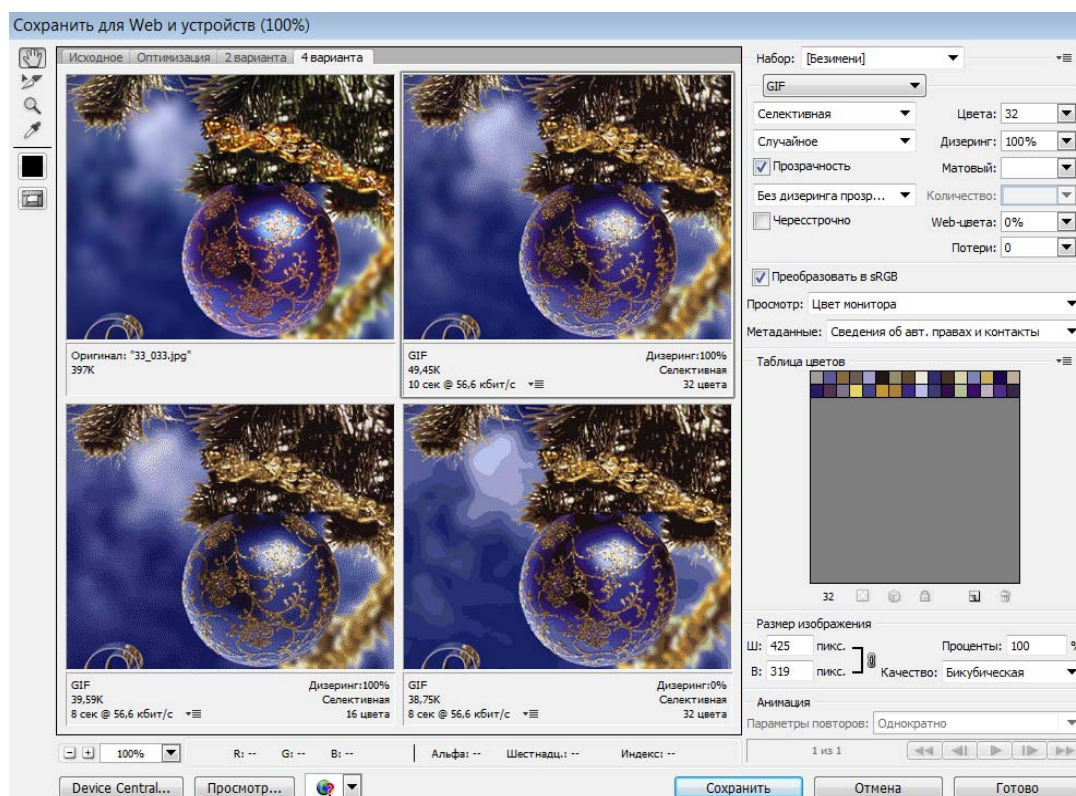 Сохранить для Web и устройств (100%)
Исходное Оптимизация 2 варианта 4 варианта
Оригинал: "33_033.jpg"
397K
GIF Дизеринг:100%
49,45K Селективная
10 сек @ 56,6 кбит/с 32 цвета
GIF Дизеринг:100%
39,59K Селективная
8 сек @ 56,6 кбит/с 16 цвета
GIF Дизеринг:0%
38,75K Селективная
8 сек @ 56,6 кбит/с 32 цвета
100% R: -- G: -- B: -- Альфа: -- Шестнадц.: -- Индекс: --
Device Central... Просмотр...
Набор: [Безимени]
GIF
Селективная Цвета: 32
Случайное Дизеринг: 100%
Прозрачность Матовый:
Без дизеринга прозр... Количество:
Чересстрочно Web-цвета: 0%
Потери: 0
Преобразовать в sRGB
Просмотр: Цвет монитора
Метаданные: Сведения об авт. правах и контакты
Таблица цветов
32
Размер изображения
Ш: 425 пикс. Проценты: 100 %
В: 319 пикс. Качество: Бикубическая
Анимация
Параметры повторов: Однократно
1 из 1
Сохранить Отмена Готово